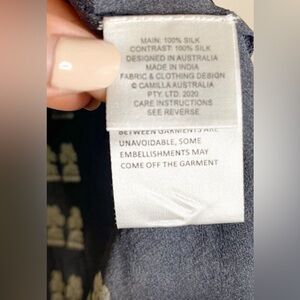 MAIN: 100% SILK
CONTRAST: 100% SILK
DESIGNED IN AUSTRALIA
MADE IN INDIA
FABRIC & CLOTHING DESIGN
© CAMILLA AUSTRALIA
PTY. LTD. 2020
CARE INSTRUCTIONS
SEE REVERSE
BETWEEN GARMENTS ARE
UNAVOIDABLE, SOME
EMBELLISHMENTS MAY
COME OFF THE GARMENT